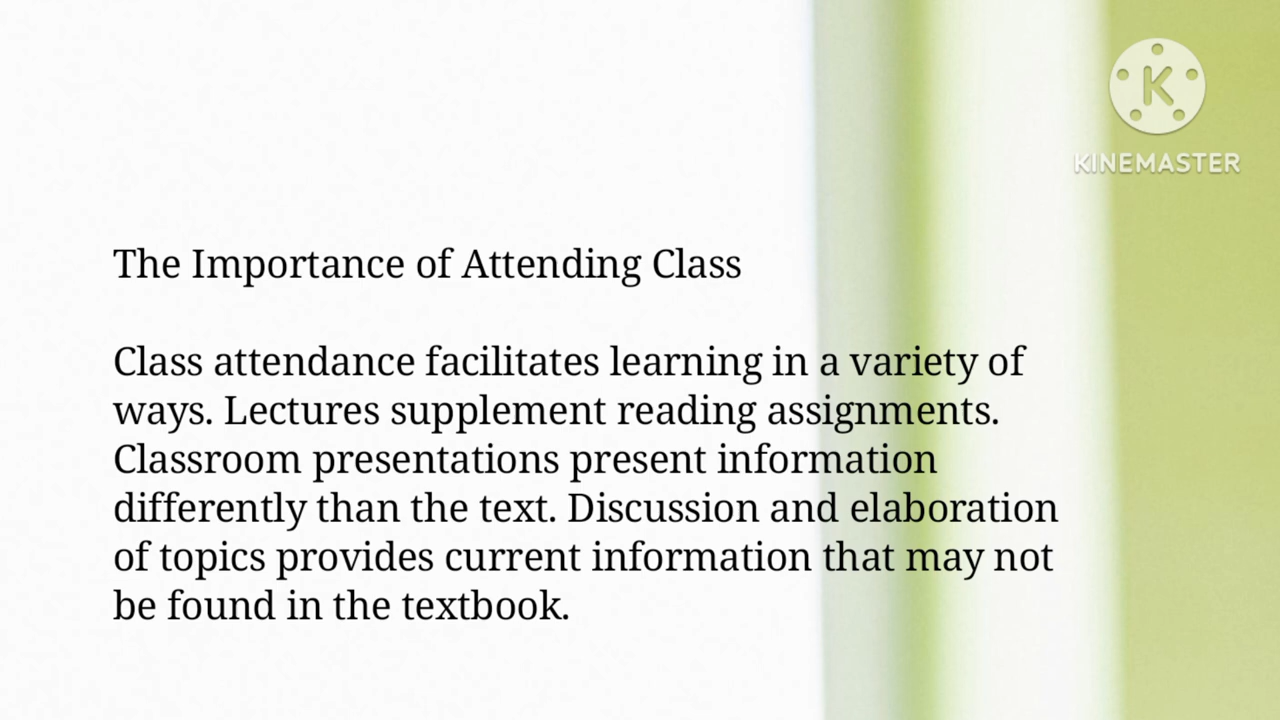 K
KINEMASTER
The Importance of Attending Class
Class attendance facilitates learning in a variety of
ways. Lectures supplement reading assignments.
Classroom presentations present information
differently than the text. Discussion and elaboration
of topics provides current information that may not
be found in the textbook.